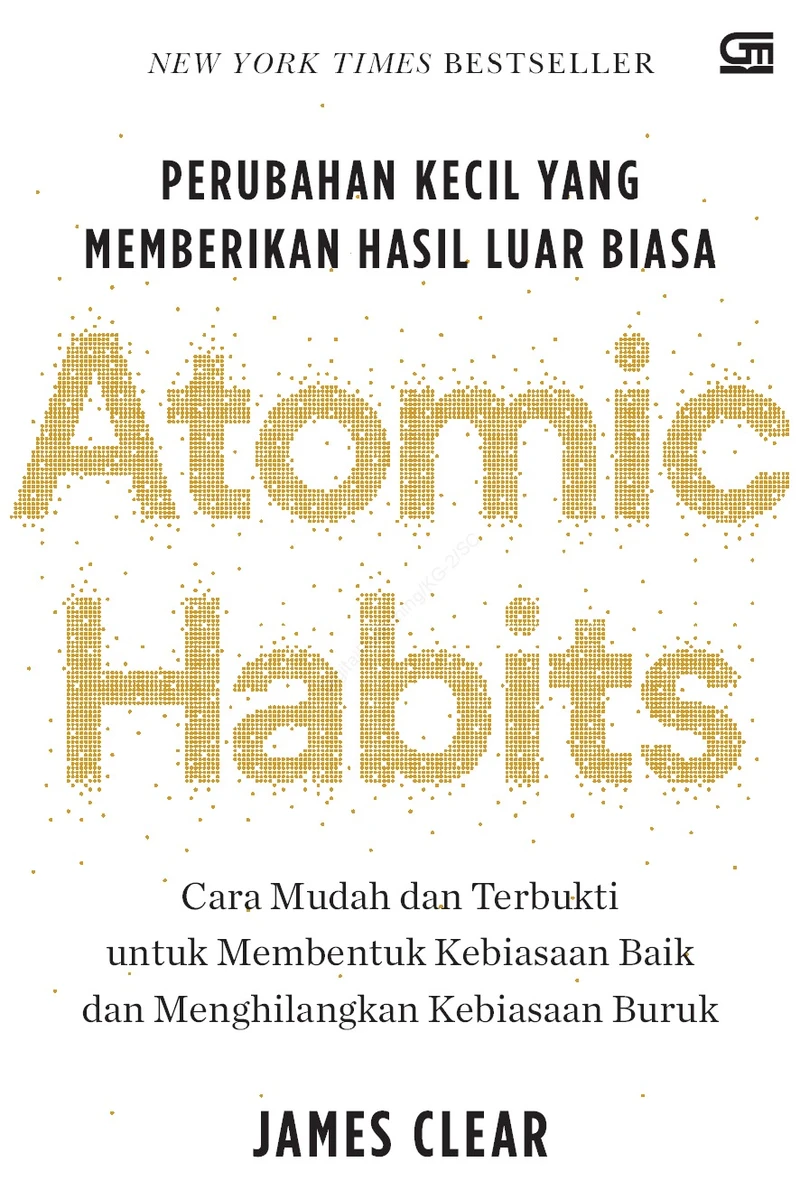 NEW YORK TIMES BESTSELLER
GM
PERUBAHAN KECIL YANG
MEMBERIKAN HASIL LUAR BIASA
Atomic
Habits
Cara Mudah dan Terbukti
untuk Membentuk Kebiasaan Baik
dan Menghilangkan Kebiasaan Buruk
JAMES CLEAR